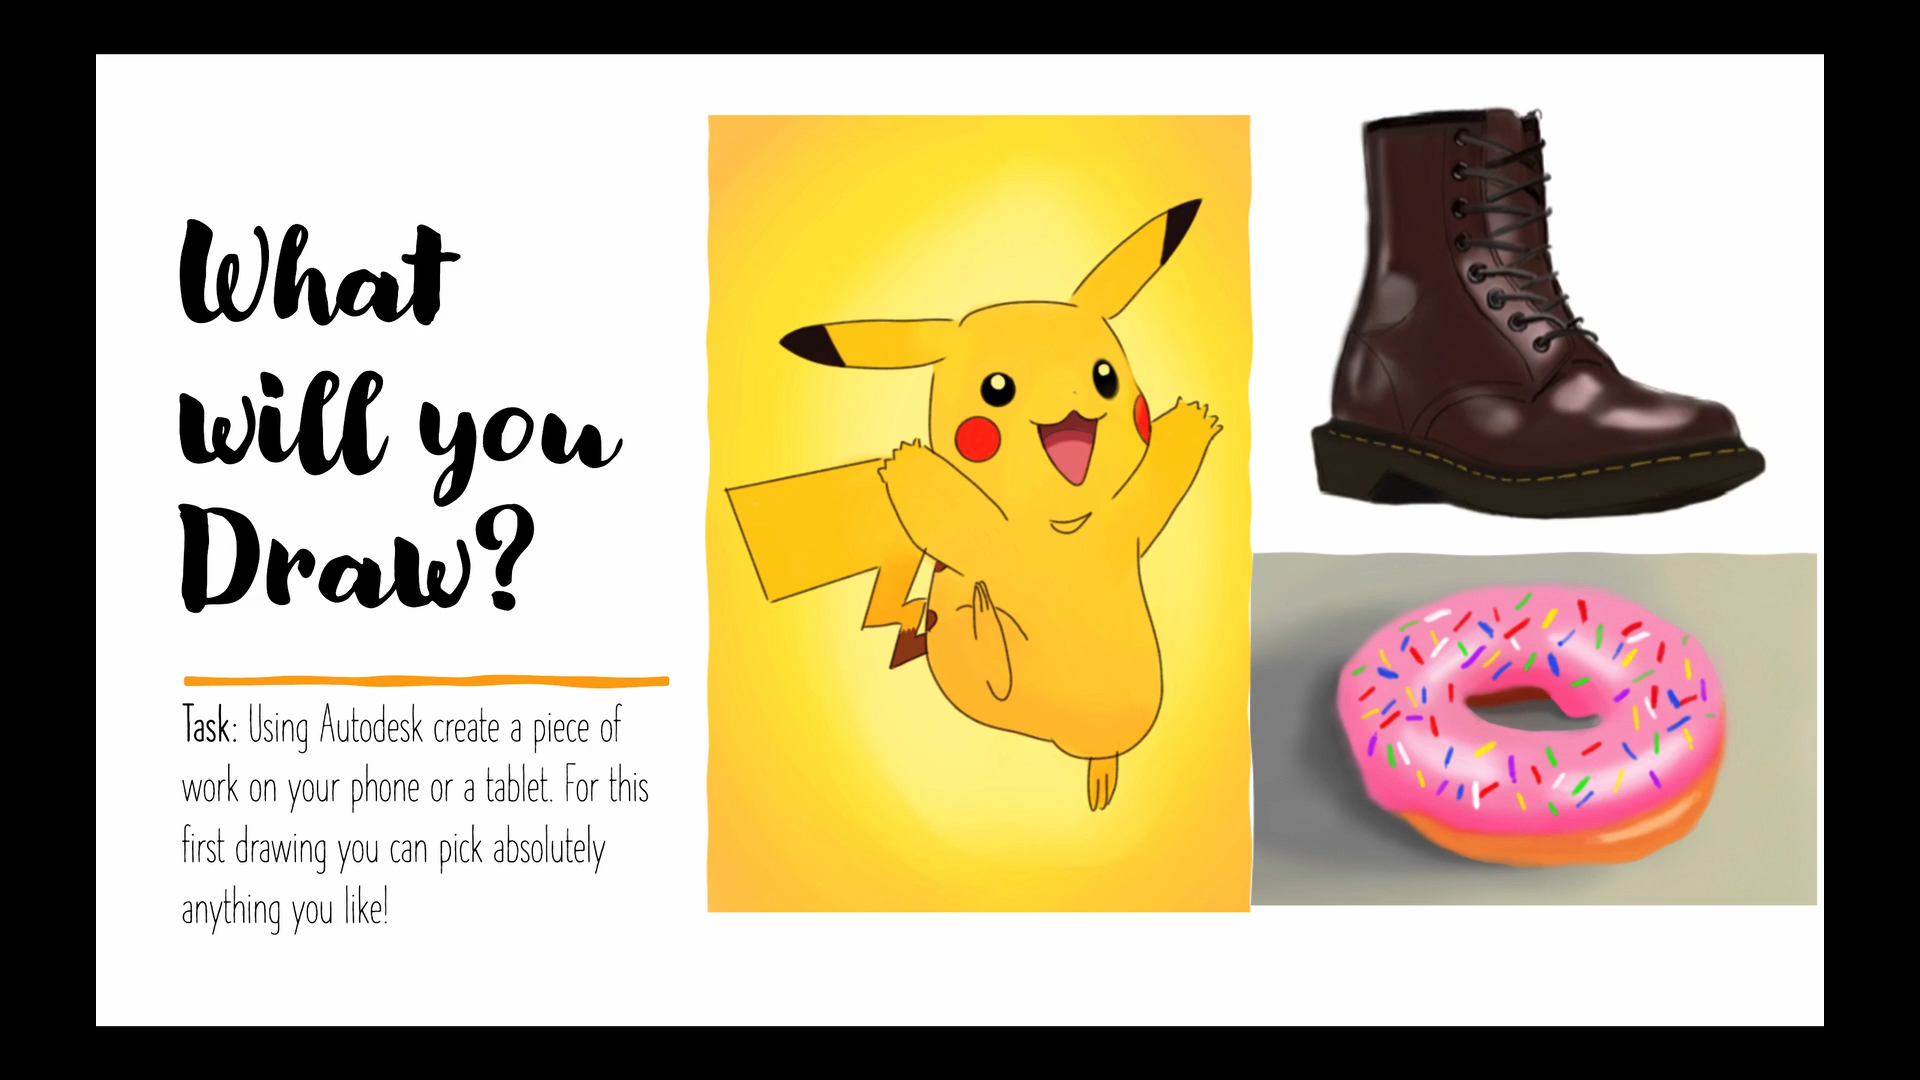 What
will you
Draw?
Task: Using Autodesk create a piece of
work on your phone or a tablet. For this
first drawing you can pick absolutely
anything you like!